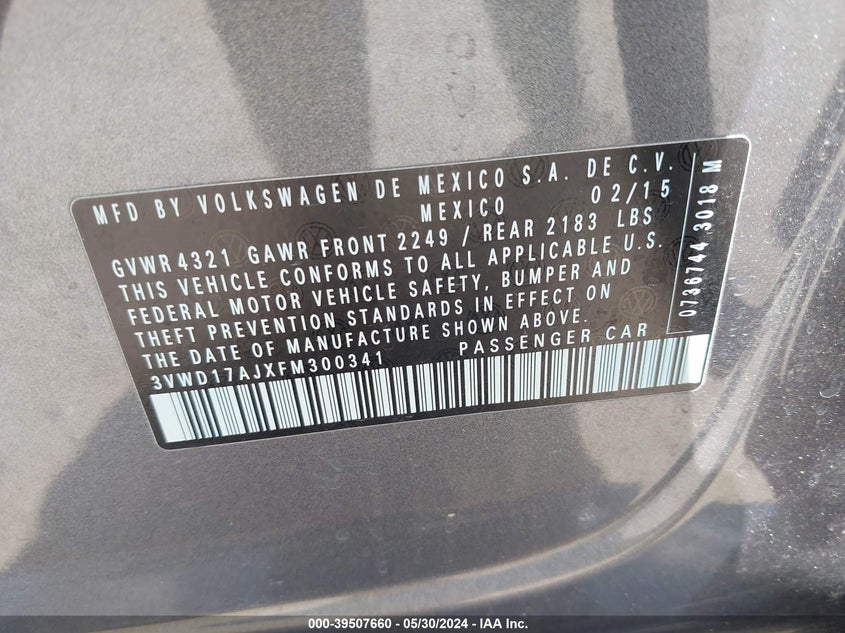 MFD BY VOLKSWAGEN DE MEXICO S.A. DE C.V.
MEXICO 02/15
GVWR 4321 GAWR FRONT 2249 / REAR 2183 LBS
THIS VEHICLE CONFORMS TO ALL APPLICABLE U.S.
FEDERAL MOTOR VEHICLE SAFETY, BUMPER AND
THEFT PREVENTION STANDARDS IN EFFECT ON
THE DATE OF MANUFACTURE SHOWN ABOVE.
3VWD17AJXFM300341 PASSENGER CAR
0736744 3018 M
000-39507660 - 05/30/2024 - IAA Inc.